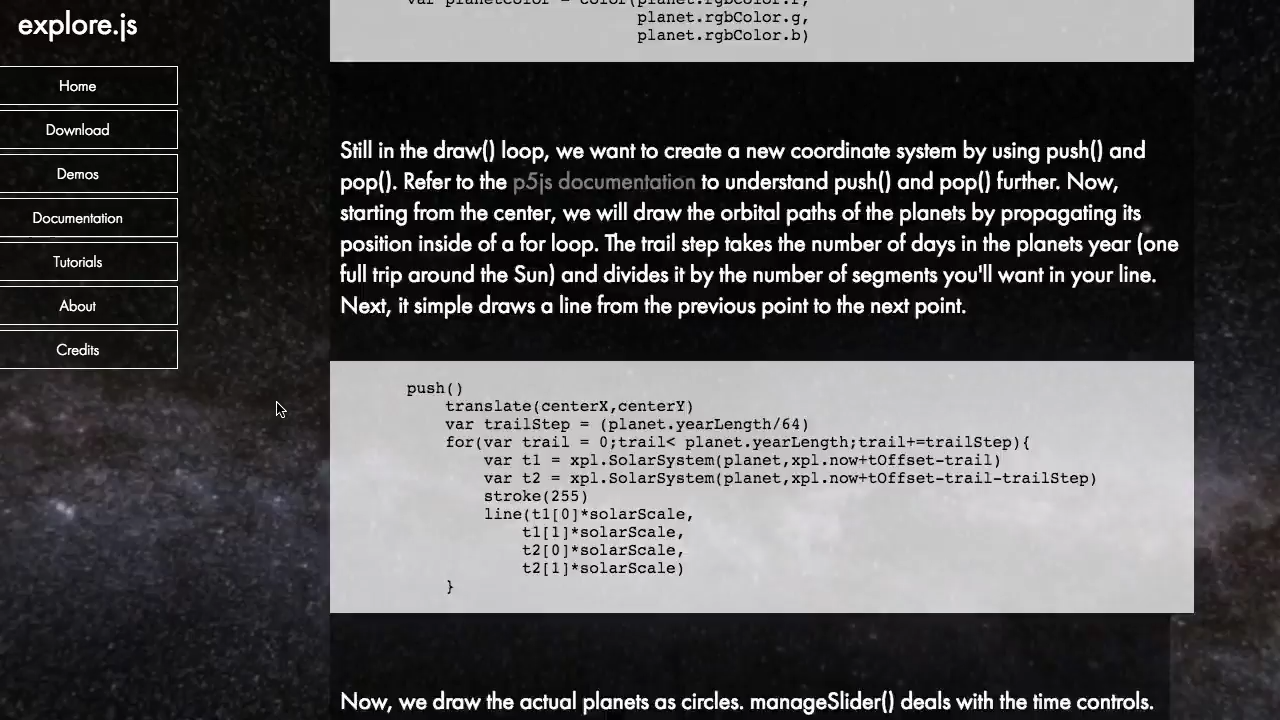 explore.js
Home
Download
Demos
Documentation
Tutorials
About
Credits
var planetColor = color(planet.rgbColor.r,
planet.rgbColor.g,
planet.rgbColor.b)
Still in the draw() loop, we want to create a new coordinate system by using push() and
pop(). Refer to the p5js documentation to understand push() and pop() further. Now,
starting from the center, we will draw the orbital paths of the planets by propagating its
position inside of a for loop. The trail step takes the number of days in the planets year (one
full trip around the Sun) and divides it by the number of segments you'll want in your line.
Next, it simple draws a line from the previous point to the next point.
push()
translate(centerX,centerY)
var trailStep = (planet.yearLength/64)
for(var trail = 0;trail< planet.yearLength;trail+=trailStep){
var t1 = xpl.SolarSystem(planet,xpl.now+tOffset-trail)
var t2 = xpl.SolarSystem(planet,xpl.now+tOffset-trail-trailStep)
stroke(255)
line(t1[0]*solarScale,
t1[1]*solarScale,
t2[0]*solarScale,
t2[1]*solarScale)
}
Now, we draw the actual planets as circles. manageSlider() deals with the time controls.